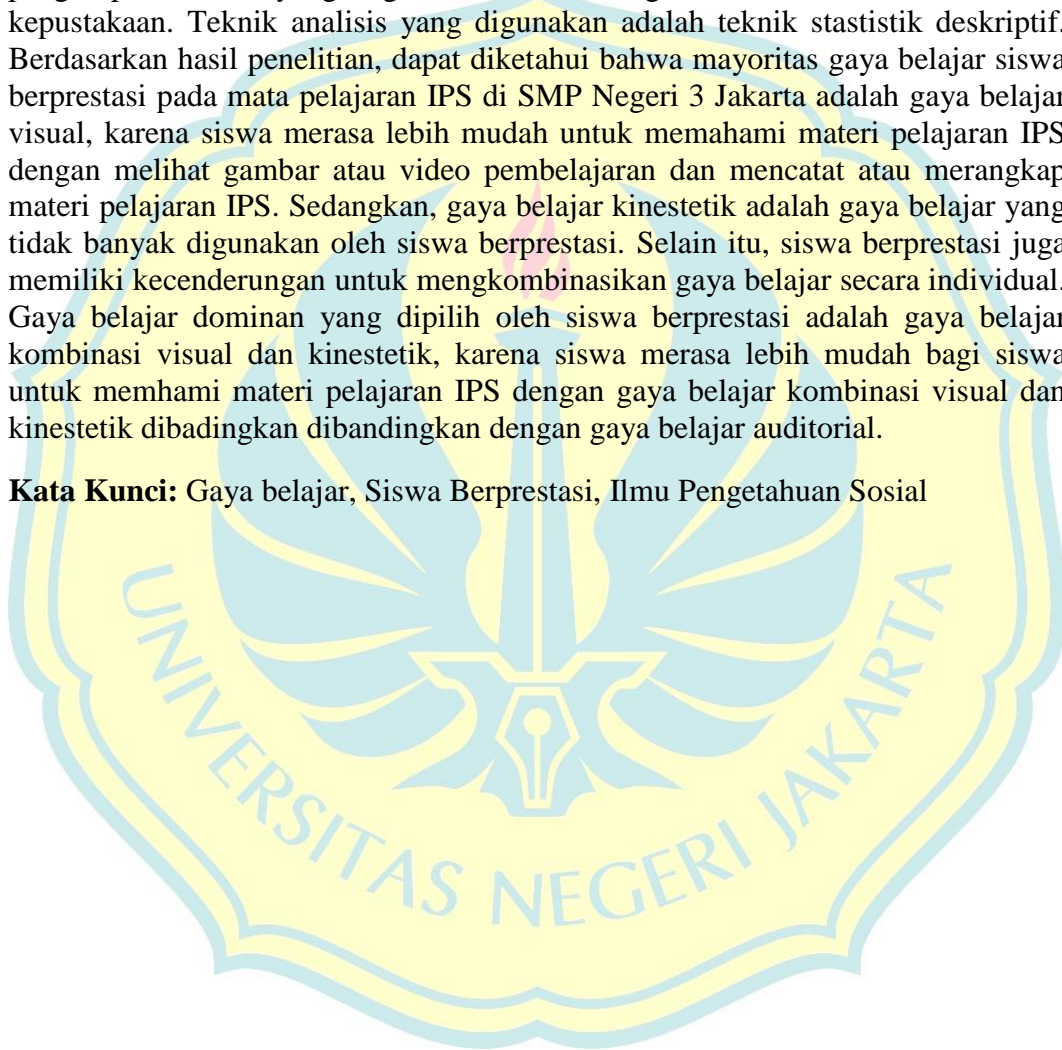 kepustakaan. Teknik analisis yang digunakan adalah teknik stastistik deskriptif.
Berdasarkan hasil penelitian, dapat diketahui bahwa mayoritas gaya belajar siswa
berprestasi pada mata pelajaran IPS di SMP Negeri 3 Jakarta adalah gaya belajar
visual, karena siswa merasa lebih mudah untuk memahami materi pelajaran IPS
dengan melihat gambar atau video pembelajaran dan mencatat atau merangkap
materi pelajaran IPS. Sedangkan, gaya belajar kinestetik adalah gaya belajar yang
tidak banyak digunakan oleh siswa berprestasi. Selain itu, siswa berprestasi juga
memiliki kecenderungan untuk mengkombinasikan gaya belajar secara individual.
Gaya belajar dominan yang dipilih oleh siswa berprestasi adalah gaya belajar
kombinasi visual dan kinestetik, karena siswa merasa lebih mudah bagi siswa
untuk memhami materi pelajaran IPS dengan gaya belajar kombinasi visual dan
kinestetik dibadingkan dibandingkan dengan gaya belajar auditorial.
Kata Kunci: Gaya belajar, Siswa Berprestasi, Ilmu Pengetahuan Sosial
UNIVERSITAS NEGERI JAKARTA